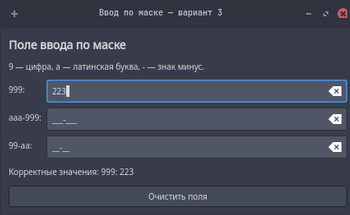 Ввод по маске — вариант 3
Поле ввода по маске
9 — цифра, a — латинская буква, - — знак минус.
999: 223
aaa-999: ___-___
99-aa: __-__
Корректные значения: 999: 223
Очистить поля